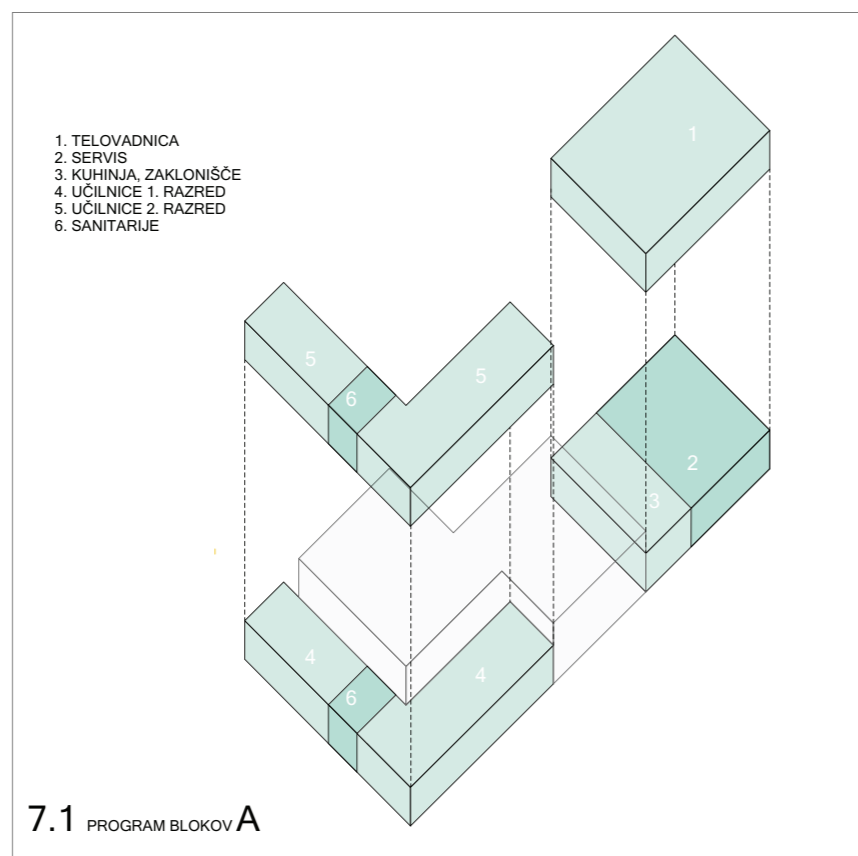 1. TELOVADNICA
2. SERVIS
3. KUHINJA, ZAKLONIŠČE
4. UČILNICE 1. RAZRED
5. UČILNICE 2. RAZRED
6. SANITARIJE
1
5
5
6
2
3
4
4
6
7.1 PROGRAM BLOKOV A